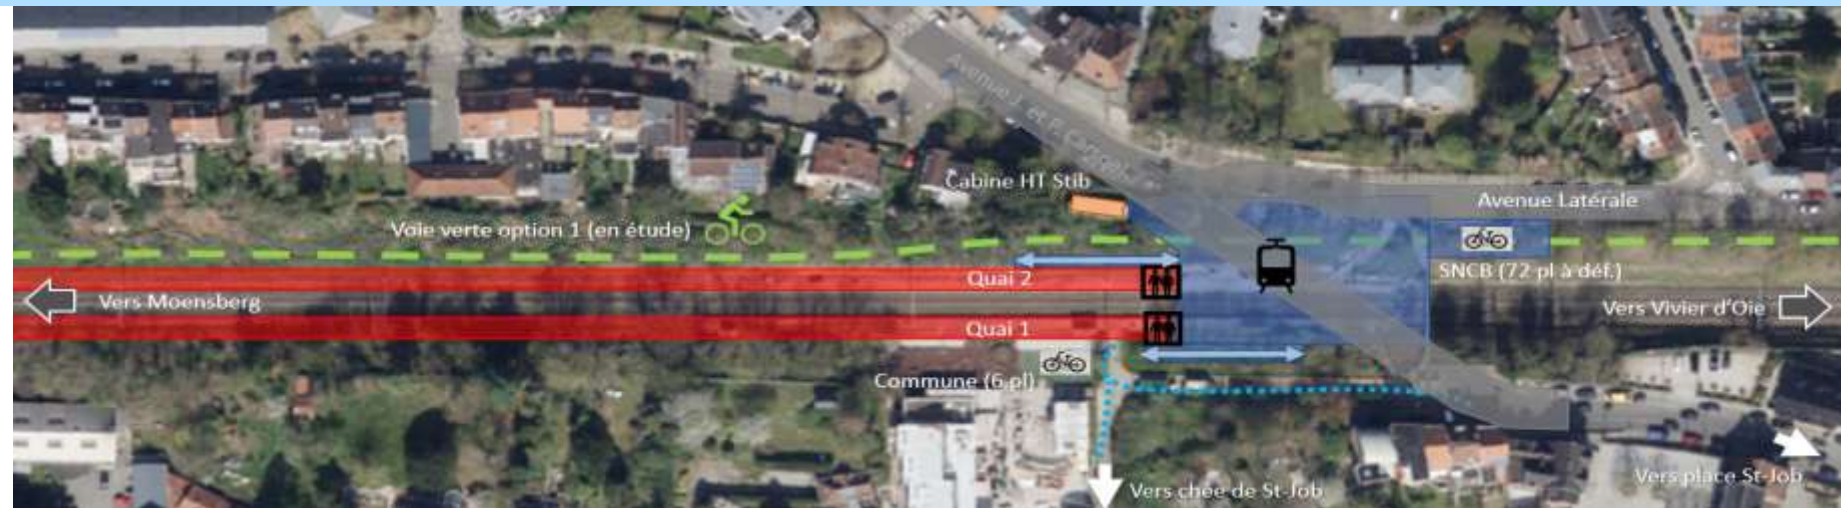 Avenue J. et P. Carsoel
Cabine HT Stib
Avenue Latérale
Voie verte option 1 (en étude)
SNCB (72 pl à déf.)
Quai 2
Vers Moensberg
Vers Vivier d'Oie
Quai 1
Commune (6 pl)
Vers place St-Job
Vers chée de St-Job